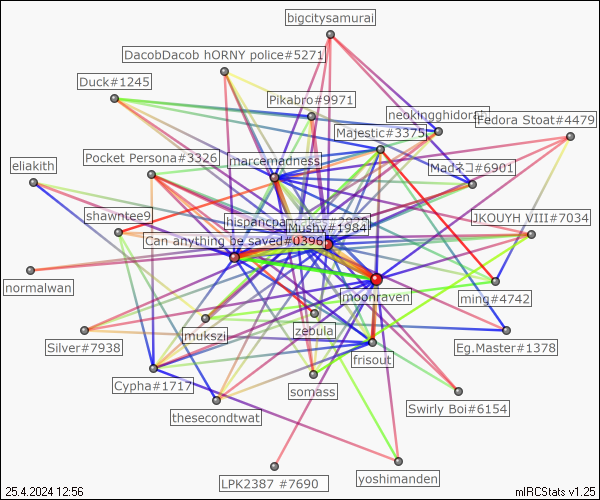 bigcitysamurai
DacobDacob hORNY police#5271
Duck#1245
Pikabro#9971
neokingghidorah
Fedora Stoat#4479
Majestic#3375
Pocket Persona#3326
marcemadness
Madネコ#6901
eliakith
shawntee9
JKOUYH VIII#7034
Mushy#1984
Can anything be saved#0396
normalwan
moonraven
ming#4742
mukszi
zebula
Silver#7938
frisout
Eg.Master#1378
Cypha#1717
somass
thesecondtwat
Swirly Boi#6154
LPK2387 #7690
yoshimanden
25.4.2024 12:56
mIRCStats v1.25